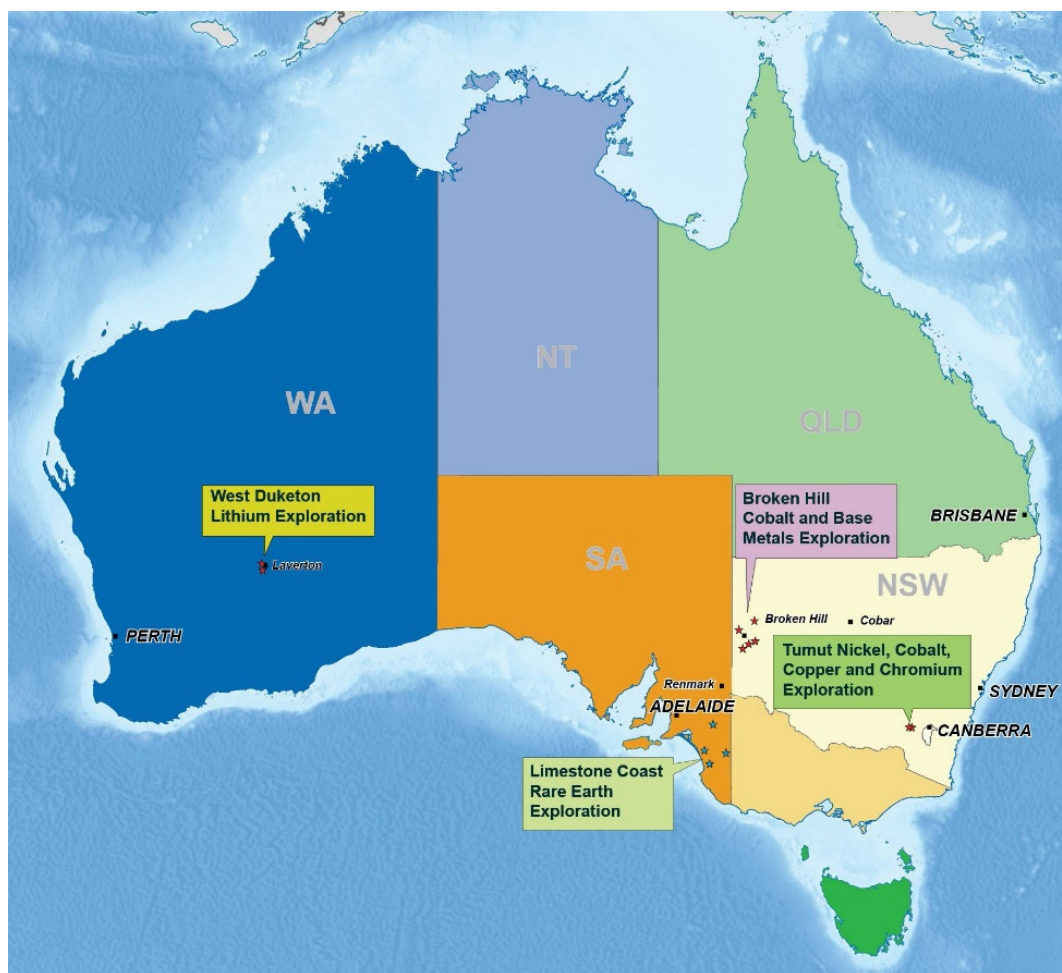 NT
WA
QLD
West Duketon
Lithium Exploration
Broken Hill
Cobalt and Base
Metals Exploration
BRISBANE
Laverton
SA
NSW
Broken Hill
Cobar
PERTH
Tumut Nickel, Cobalt,
Copper and Chromium
Exploration
Renmark
SYDNEY
ADELAIDE
CANBERRA
Limestone Coast
Rare Earth
Exploration